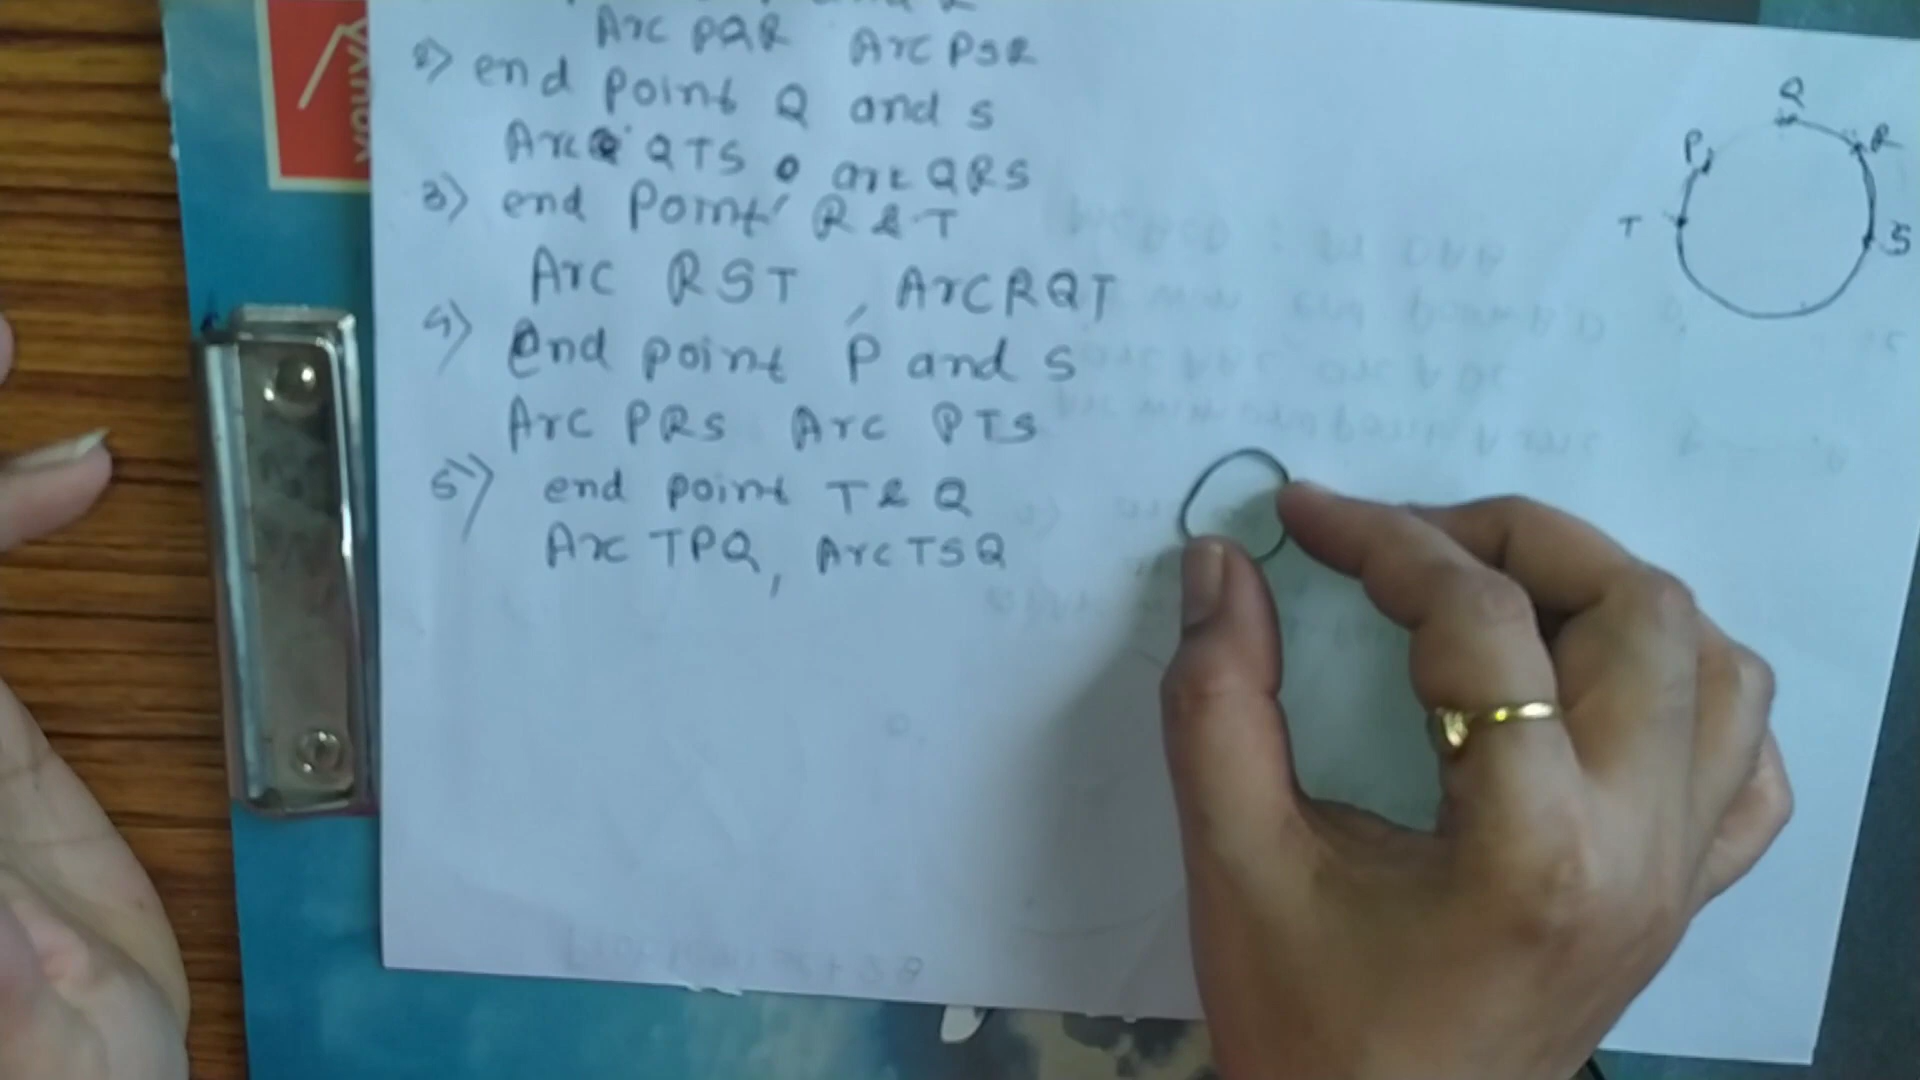 Arc PQR Arc PSR
2) end point Q and S
Arc QTS o arc QRS
3) end Point R & T
Arc RST, Arc RQT
4) end point P and S
Arc PRS Arc PTS
5) end point T & Q
Arc TPQ, Arc TSQ
Q
P
R
T
S